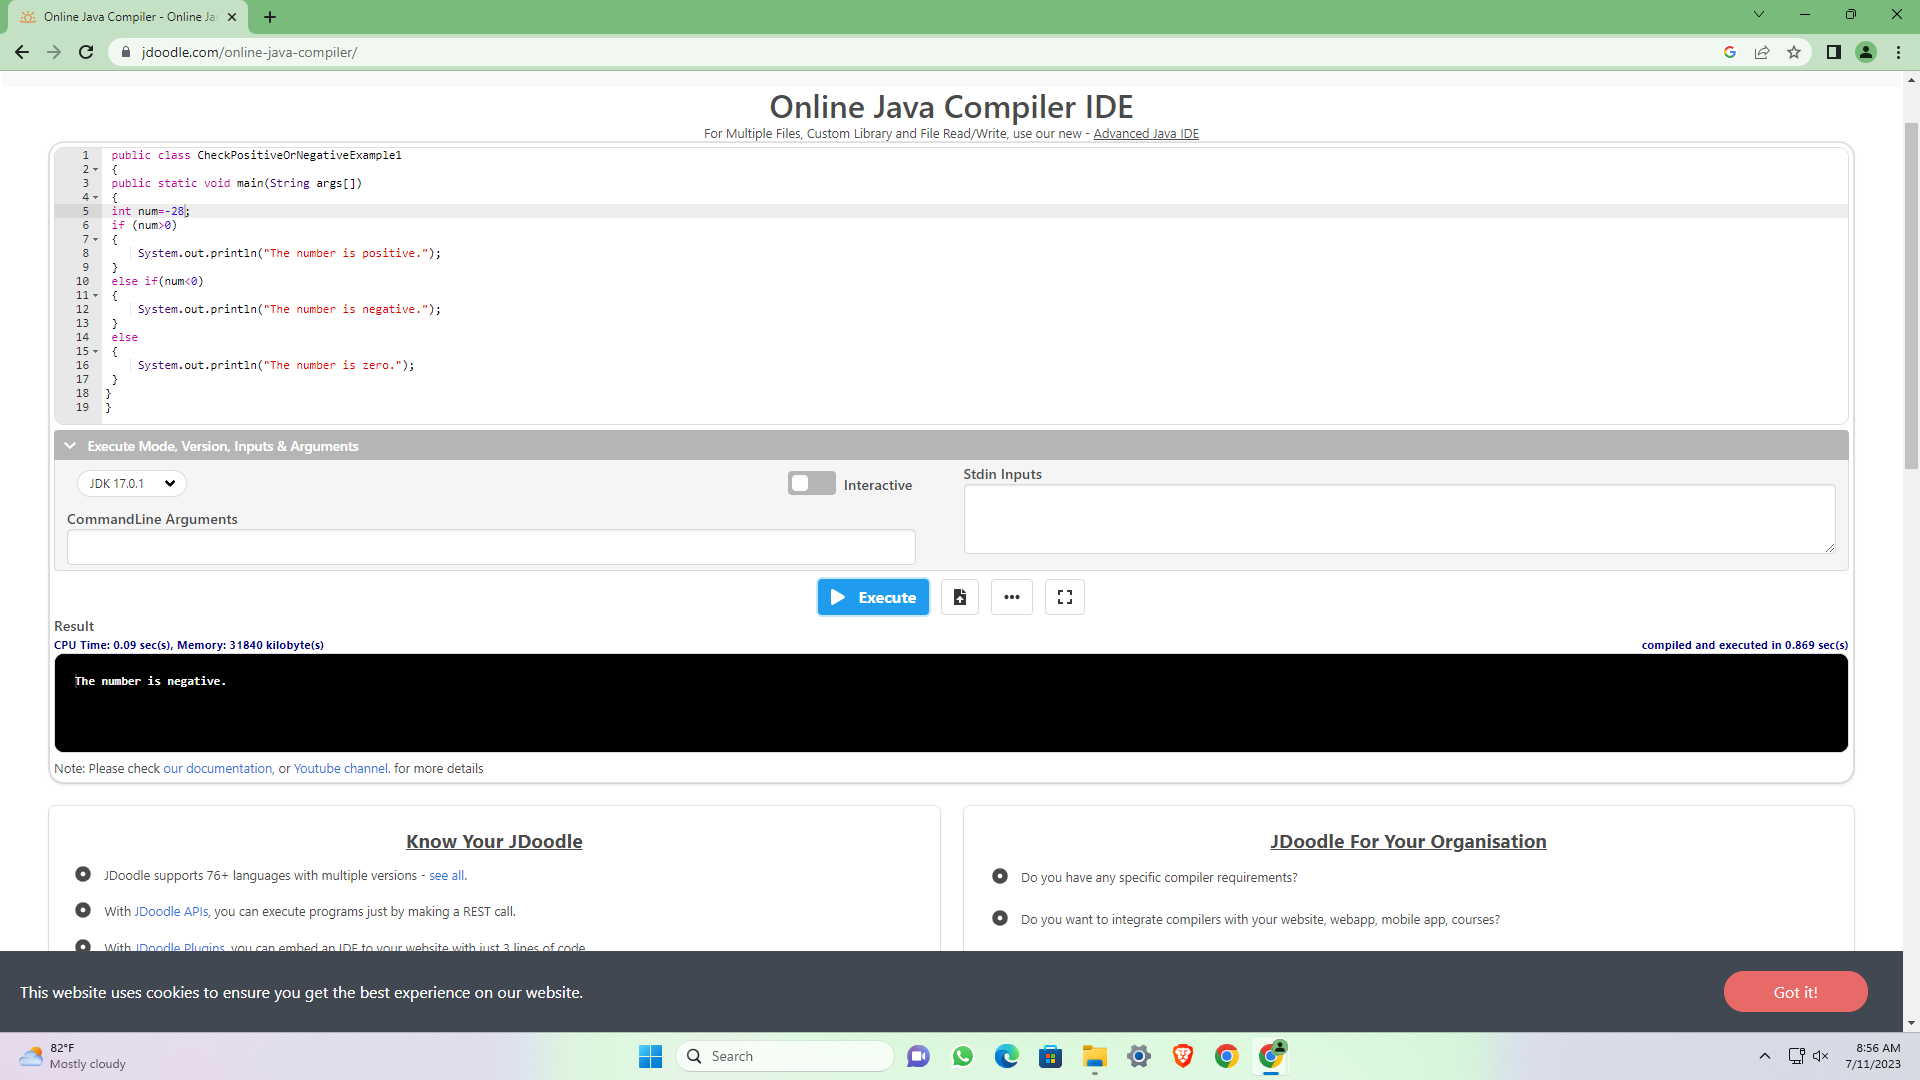 Online Java Compiler - Online Ja
jdoodle.com/online-java-compiler/
Online Java Compiler IDE
For Multiple Files, Custom Library and File Read/Write, use our new - Advanced Java IDE
1 public class CheckPositiveOrNegativeExample1
2 {
3 public static void main(String args[])
4 {
5 int num=-28;
6 if (num>0)
7 {
8 System.out.println("The number is positive.");
9 }
10 else if(num<0)
11 {
12 System.out.println("The number is negative.");
13 }
14 else
15 {
16 System.out.println("The number is zero.");
17 }
18 }
19 }
Execute Mode, Version, Inputs & Arguments
JDK 17.0.1
Interactive
Stdin Inputs
CommandLine Arguments
Execute
Result
CPU Time: 0.09 sec(s), Memory: 31840 kilobyte(s)
compiled and executed in 0.869 sec(s)
The number is negative.
Note: Please check our documentation, or Youtube channel. for more details
Know Your JDoodle
JDoodle supports 76+ languages with multiple versions - see all.
With JDoodle APIs, you can execute programs just by making a REST call.
With JDoodle Plugins, you can embed an IDE to your website with just 3 lines of code.
JDoodle For Your Organisation
Do you have any specific compiler requirements?
Do you want to integrate compilers with your website, webapp, mobile app, courses?
This website uses cookies to ensure you get the best experience on our website.
Got it!
82°F
Mostly cloudy
Search
8:56 AM
7/11/2023